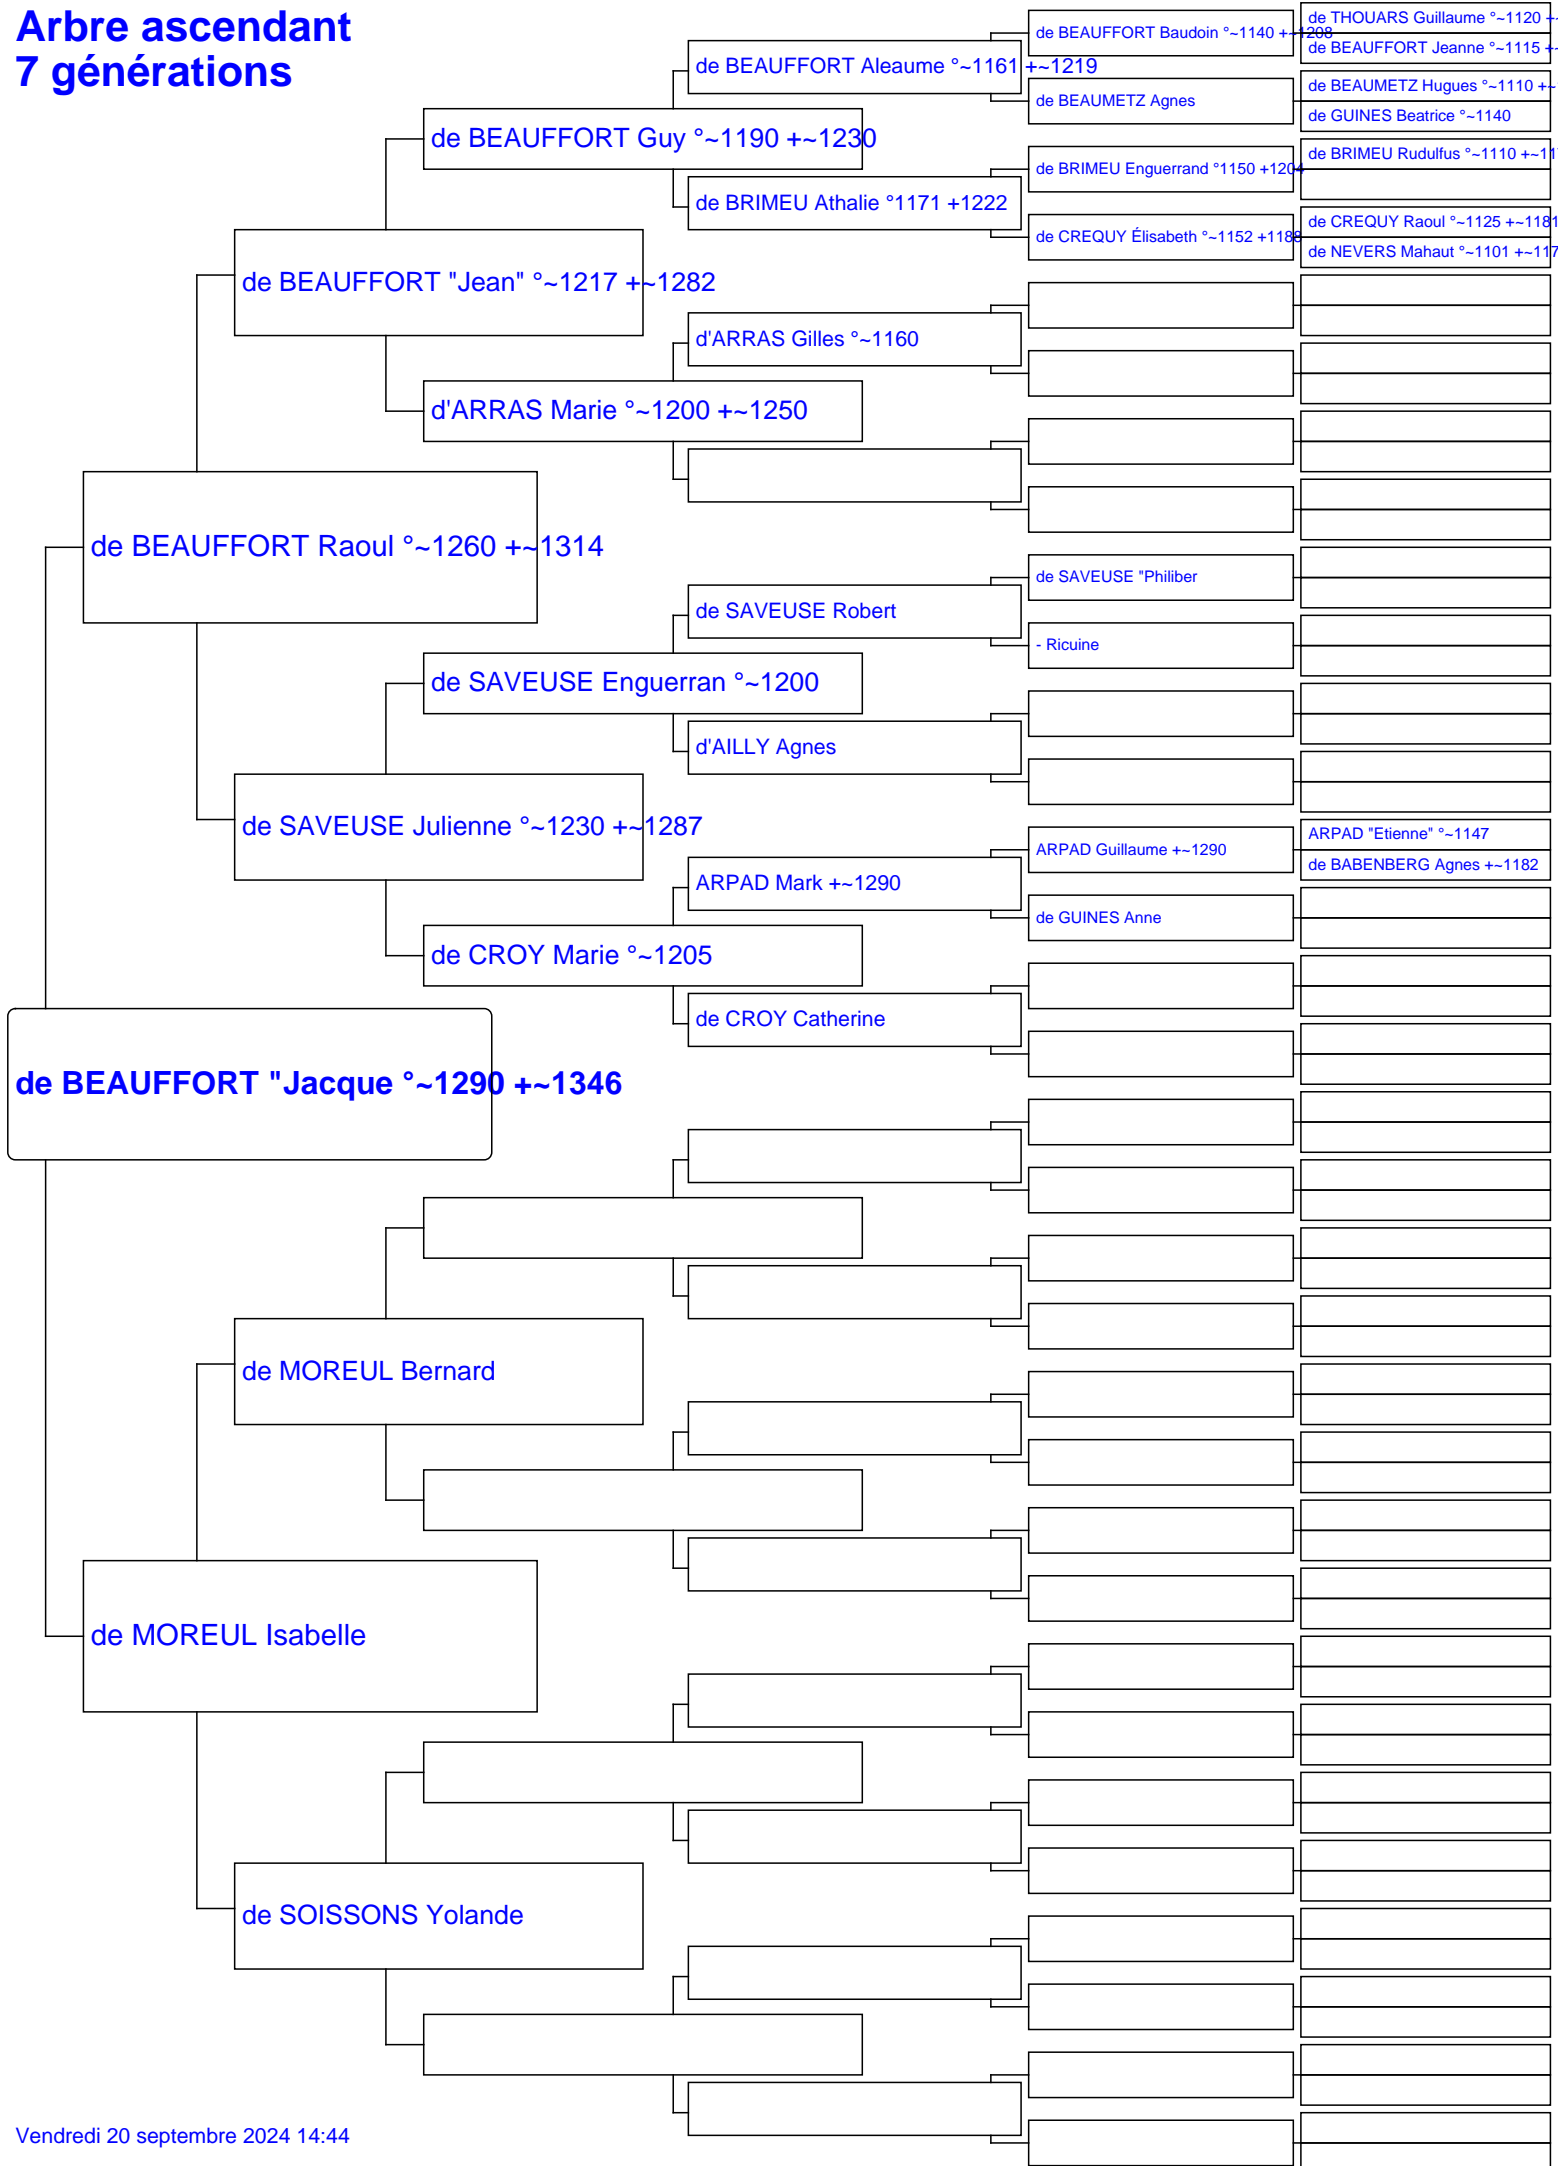 Arbre ascendant
7 générations
de THOUARS Guillaume °~1120 +~
de BEAUFFORT Baudoin °~1140 +~1208
de BEAUFFORT Jeanne °~1115 +~
de BEAUFFORT Aleaume °~1161 +~1219
de BEAUMETZ Hugues °~1110 +~
de BEAUMETZ Agnes
de GUINES Beatrice °~1140
de BEAUFFORT Guy °~1190 +~1230
de BRIMEU Rudulfus °~1110 +~11
de BRIMEU Enguerrand °1150 +1204
de BRIMEU Athalie °1171 +1222
de CREQUY Raoul °~1125 +~1181
de CREQUY Élisabeth °~1152 +1188
de NEVERS Mahaut °~1101 +~117
de BEAUFFORT "Jean" °~1217 +~1282
d'ARRAS Gilles °~1160
d'ARRAS Marie °~1200 +~1250
de BEAUFFORT Raoul °~1260 +~1314
de SAVEUSE "Philiber
de SAVEUSE Robert
- Ricuine
de SAVEUSE Enguerran °~1200
d'AILLY Agnes
de SAVEUSE Julienne °~1230 +~1287
ARPAD "Etienne" °~1147
ARPAD Guillaume +~1290
de BABENBERG Agnes +~1182
ARPAD Mark +~1290
de GUINES Anne
de CROY Marie °~1205
de CROY Catherine
de BEAUFFORT "Jacque °~1290 +~1346
de MOREUL Bernard
de MOREUL Isabelle
de SOISSONS Yolande
Vendredi 20 septembre 2024 14:44